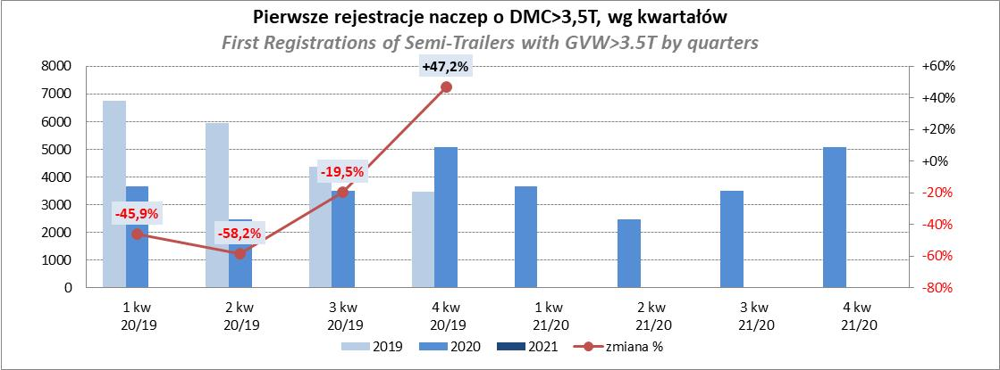 Pierwsze rejestracje naczep o DMC>3,5T, wg kwartałów
First Registrations of Semi-Trailers with GVW>3.5T by quarters
8000
7000
6000
5000
4000
3000
2000
1000
0
+60%
+40%
+20%
+0%
-20%
-40%
-60%
-80%
-45,9%
-58,2%
-19,5%
+47,2%
1 kw 20/19
2 kw 20/19
3 kw 20/19
4 kw 20/19
1 kw 21/20
2 kw 21/20
3 kw 21/20
4 kw 21/20
2019 2020 2021 zmiana %